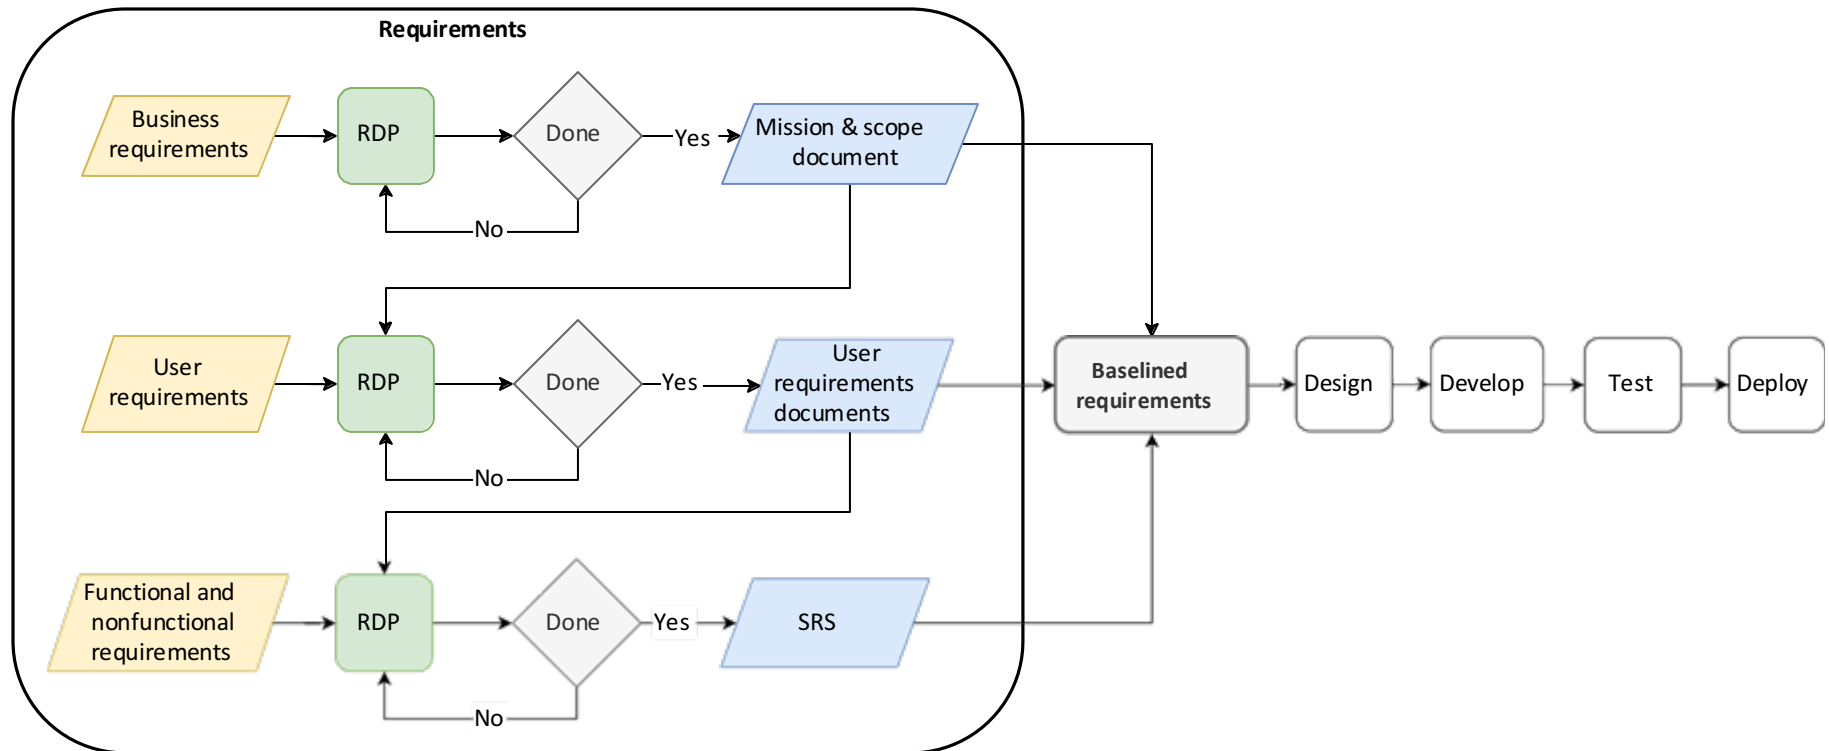 Requirements
Business
requirements
RDP
Done
Yes
Mission & scope
document
No
User
requirements
RDP
Done
Yes
User
requirements
documents
No
Baselined
requirements
Design
Develop
Test
Deploy
Functional and
nonfunctional
requirements
RDP
Done
Yes
SRS
No